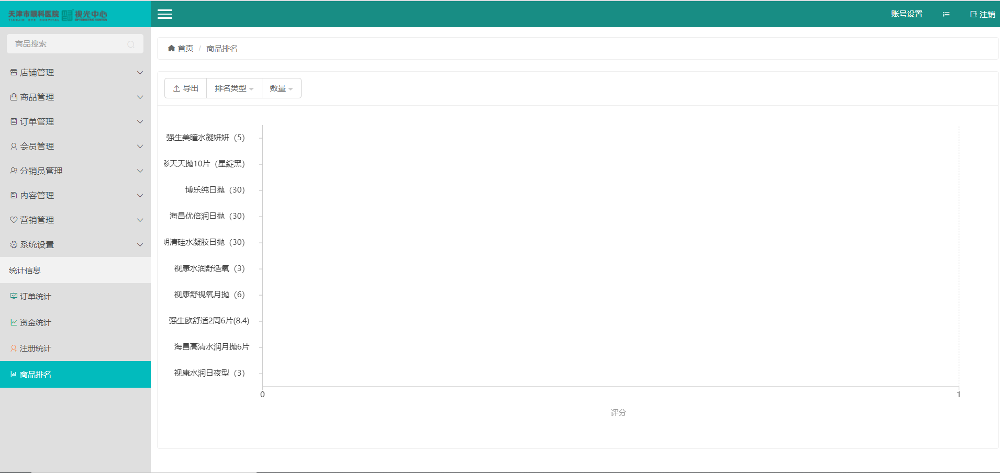 天津市眼科医院 视光中心
TIANJIN EYE HOSPITAL OPTOMETRIC CENTER
账号设置
注销
商品搜索
店铺管理
商品管理
订单管理
会员管理
分销员管理
内容管理
营销管理
系统设置
统计信息
订单统计
资金统计
注册统计
商品排名
首页 / 商品排名
导出 排名类型 数量
强生美瞳水凝妍妍（5）
天天抛10片（星綻黑）
博乐纯日抛（30）
海昌优倍润日抛（30）
清硅水凝胶日抛（30）
视康水润舒适氧（3）
视康舒视氧月抛（6）
强生欧舒适2周6片(8.4)
海昌高清水润月抛6片
视康水润日夜型（3）
0 1
评分